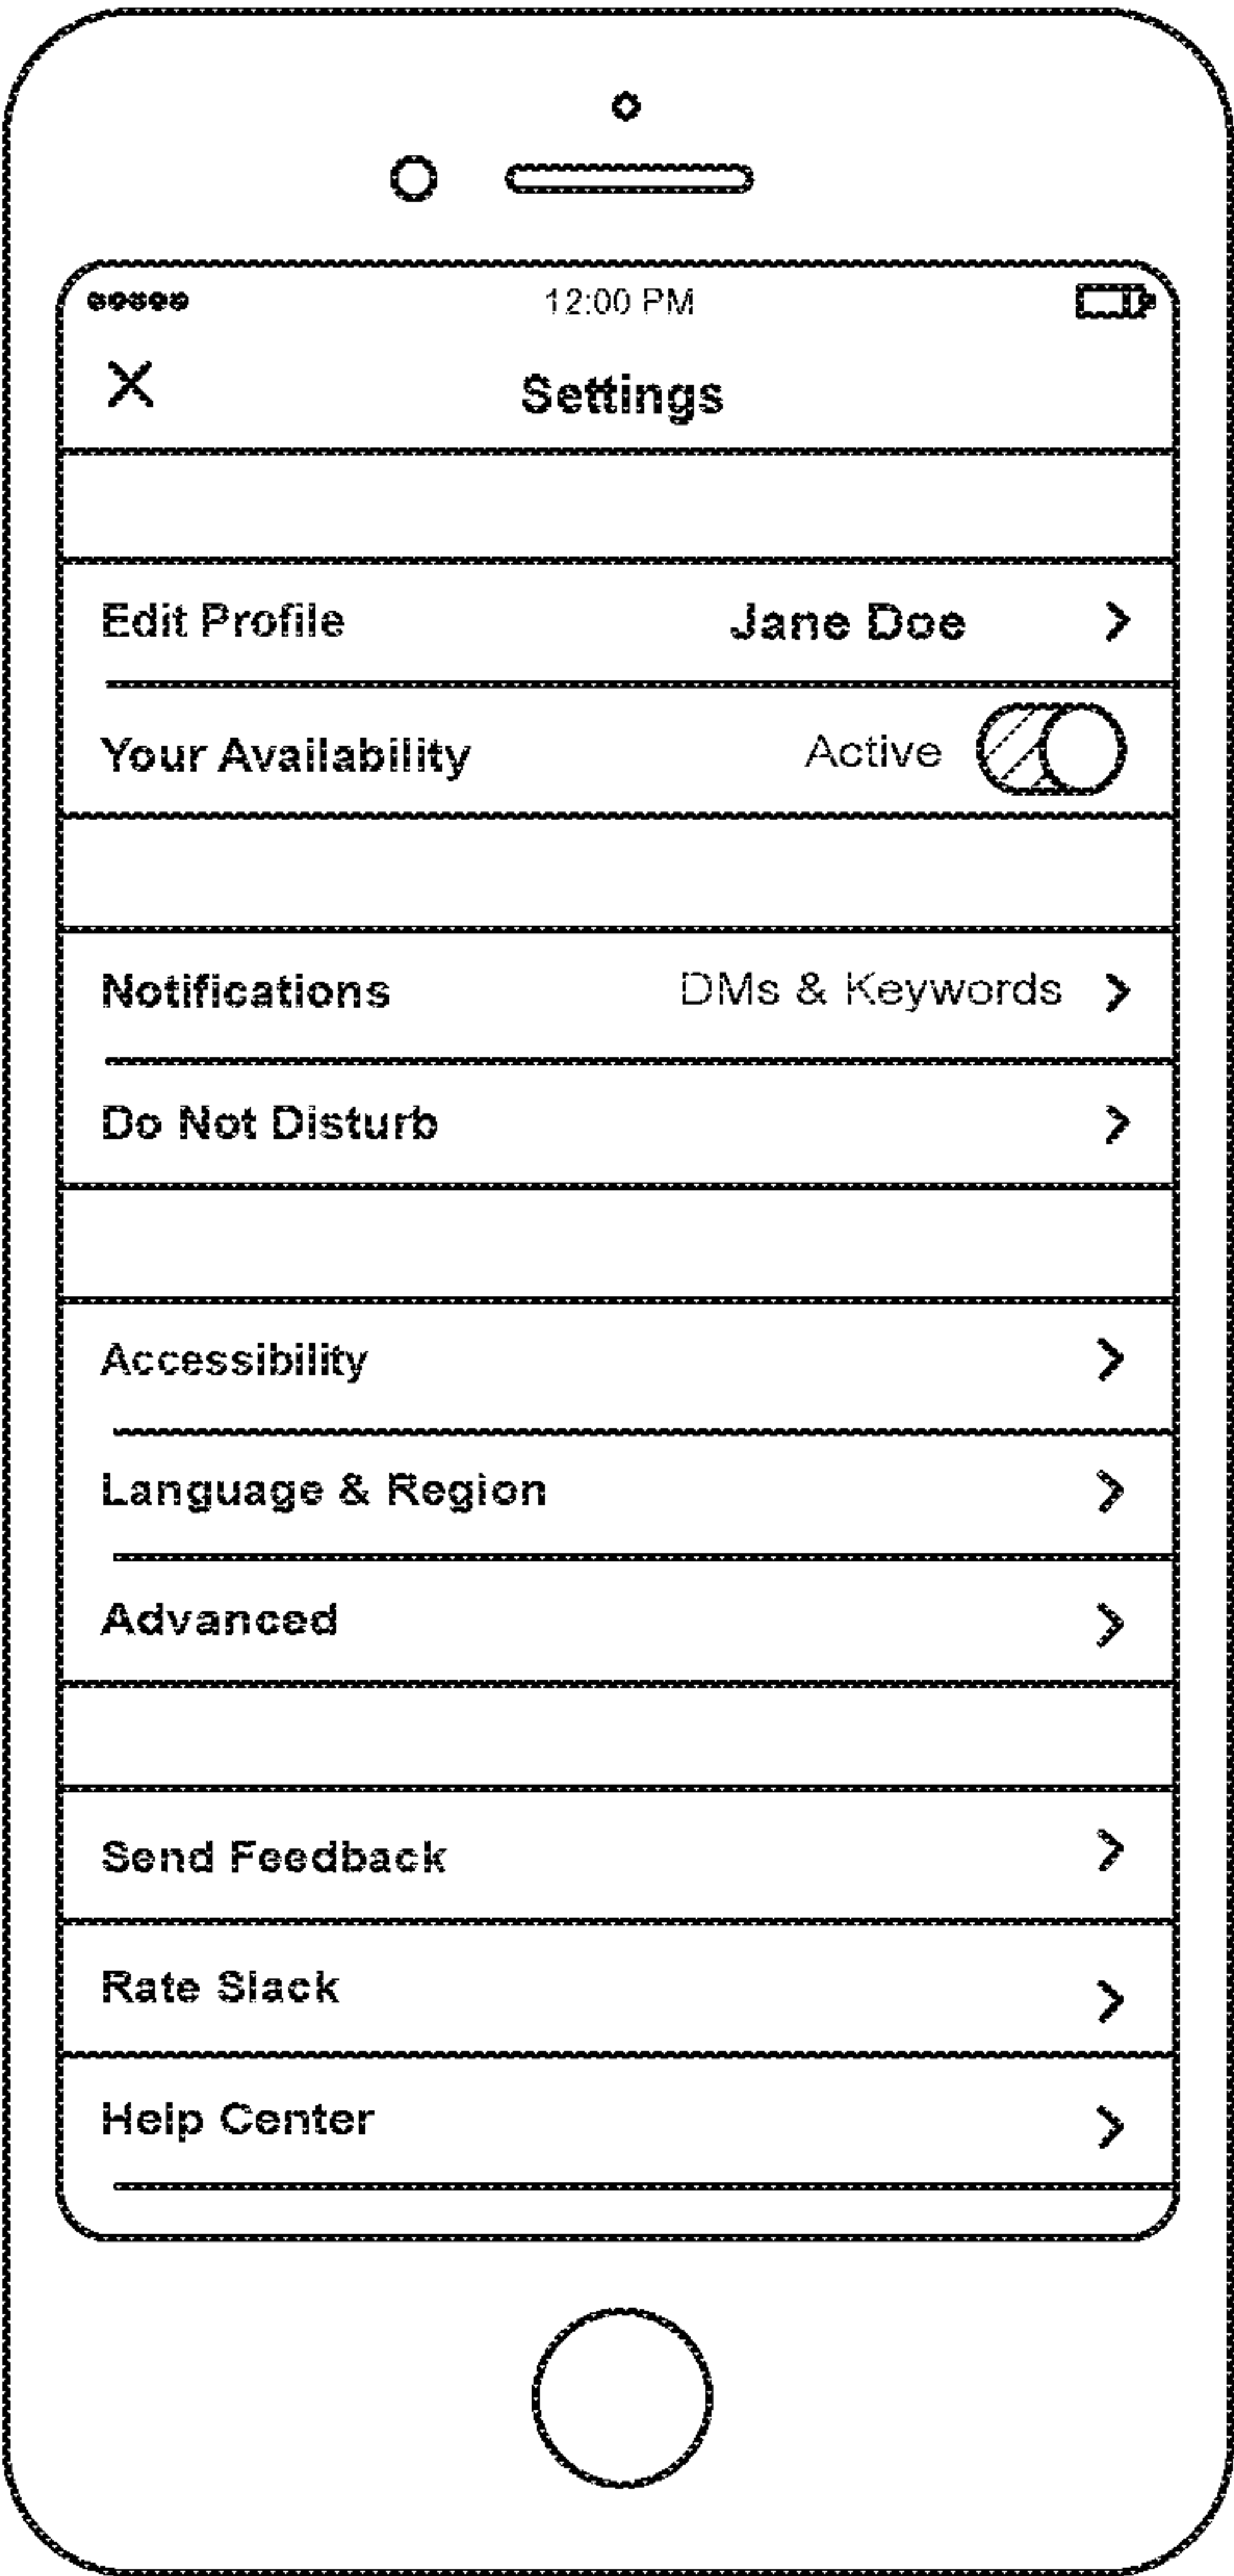 12:00 PM
Settings
Edit Profile Jane Doe
Your Availability Active
Notifications DMs & Keywords
Do Not Disturb
Accessibility
Language & Region
Advanced
Send Feedback
Rate Slack
Help Center